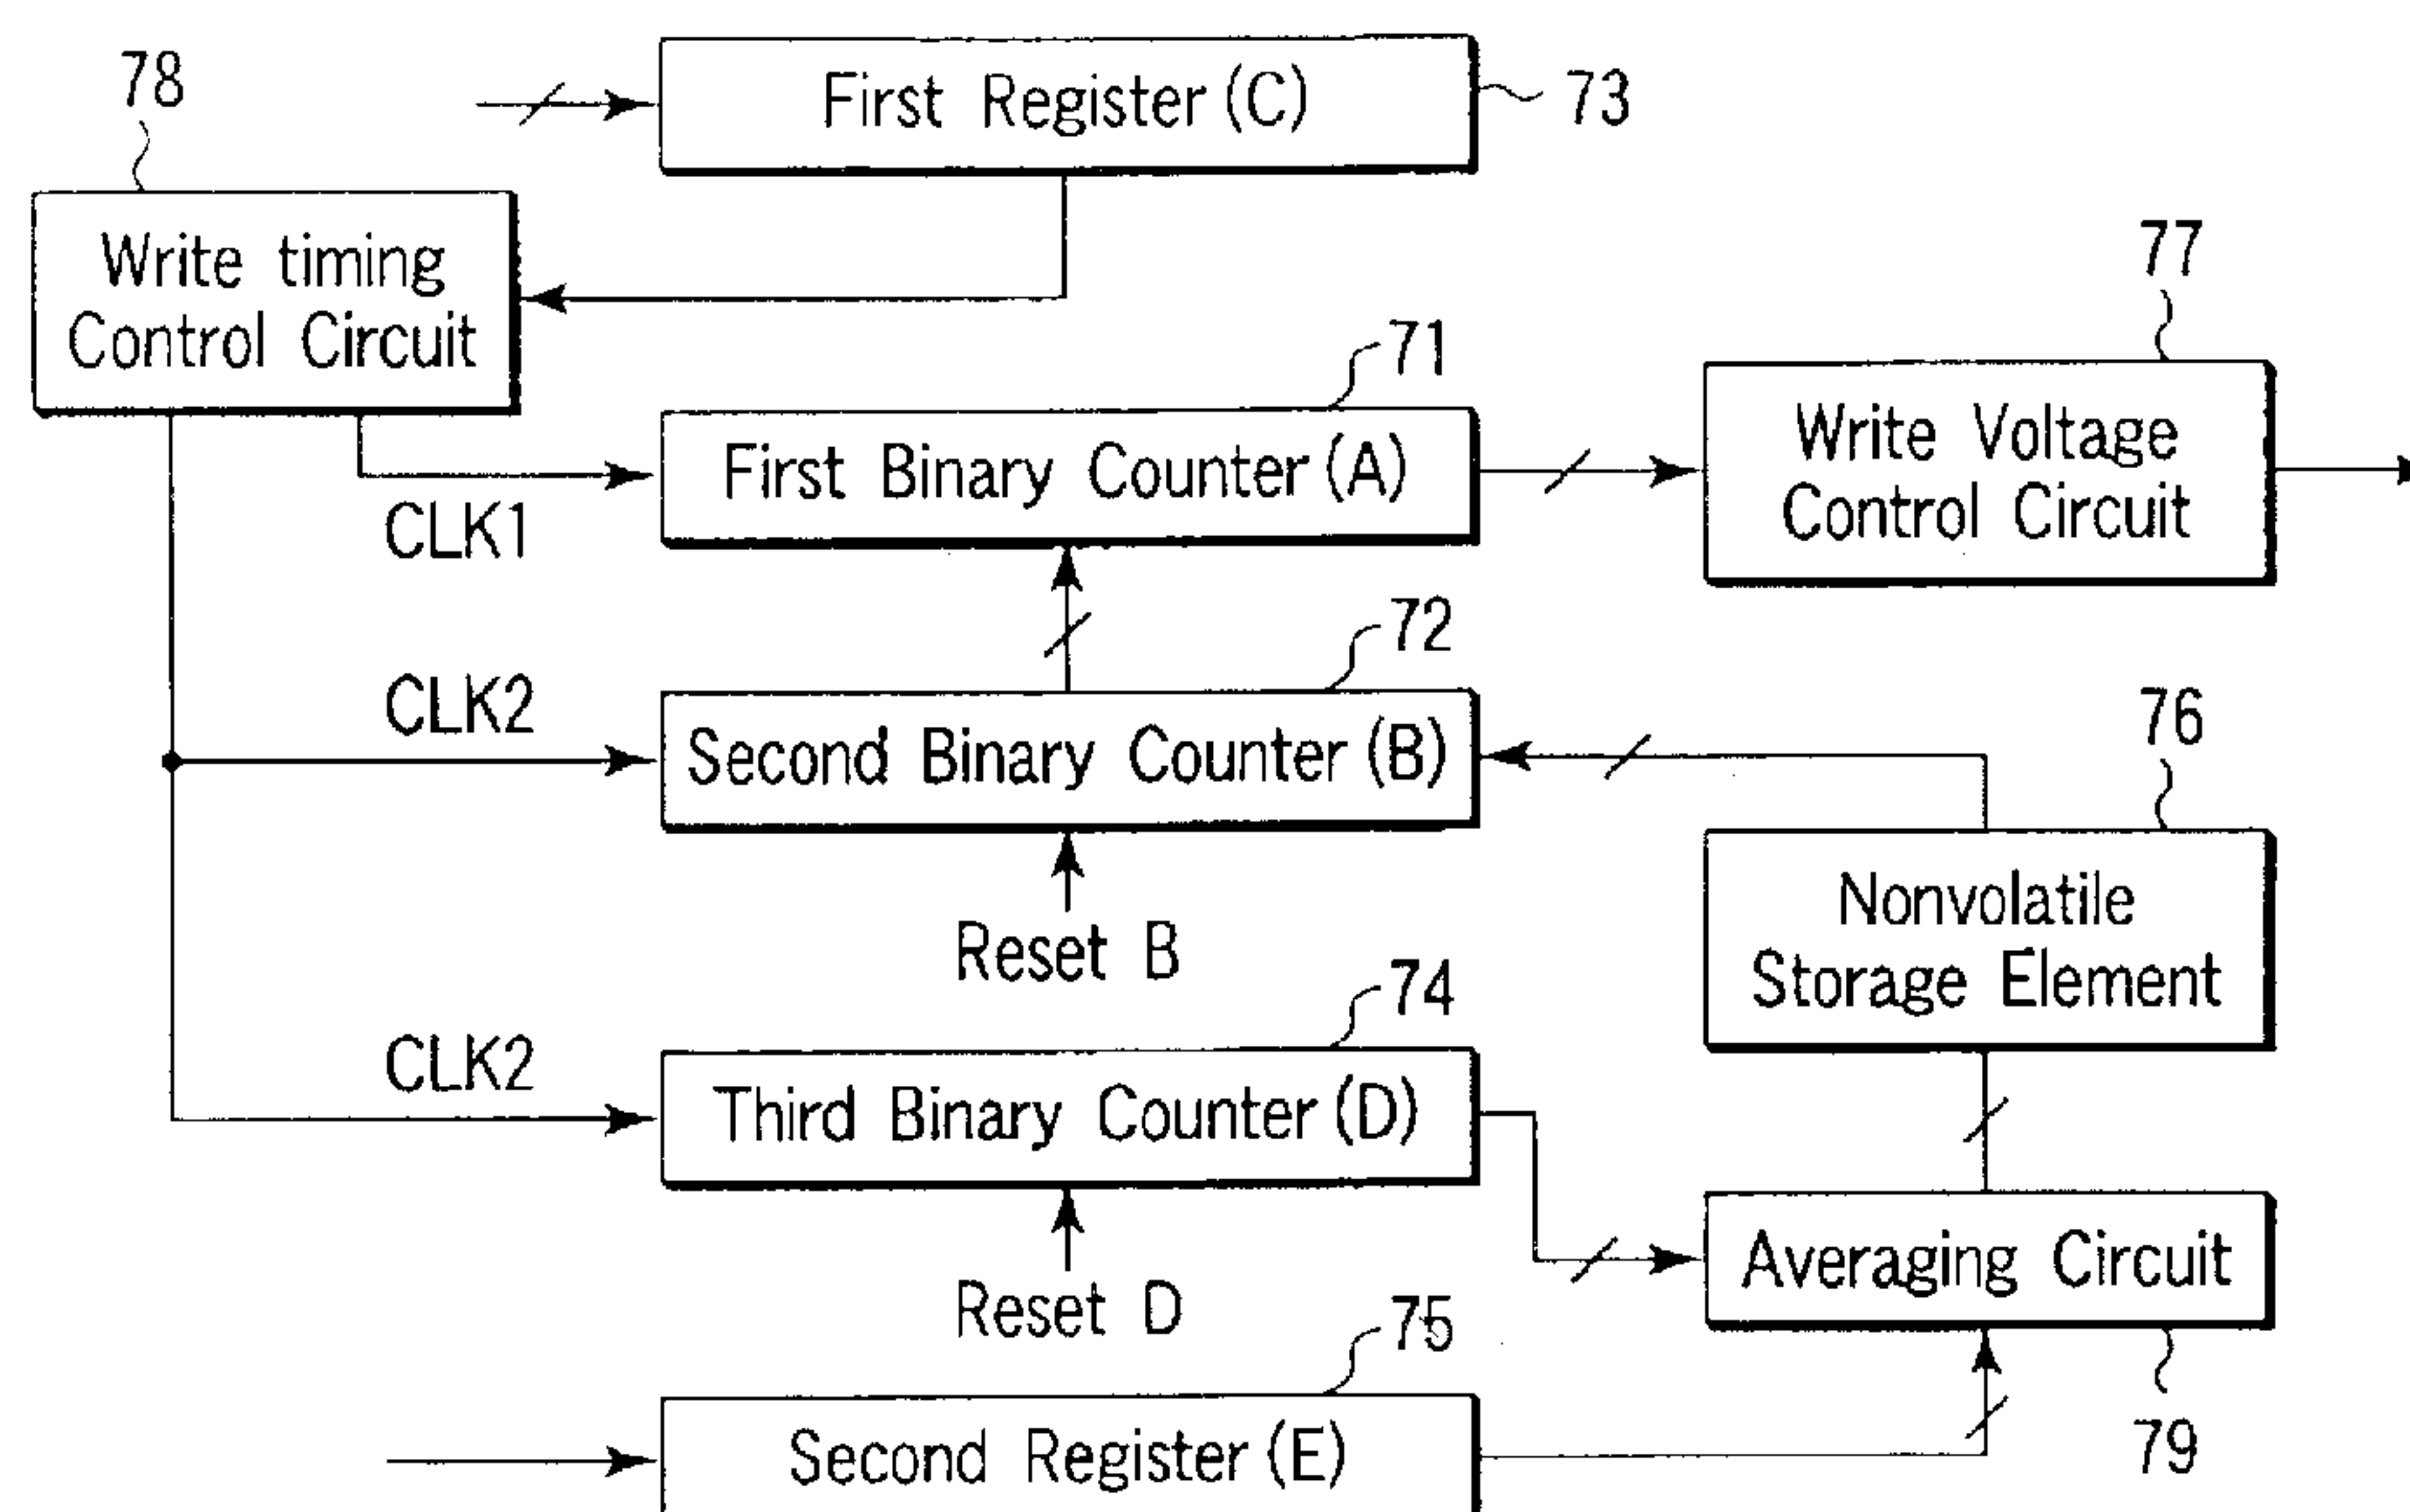 78
First Register (C)
73
Write timing
Control Circuit
77
71
CLK1
First Binary Counter (A)
Write Voltage
Control Circuit
72
CLK2
Second Binary Counter (B)
76
Reset B
Nonvolatile
Storage Element
74
CLK2
Third Binary Counter (D)
Reset D
Averaging Circuit
75
79
Second Register (E)